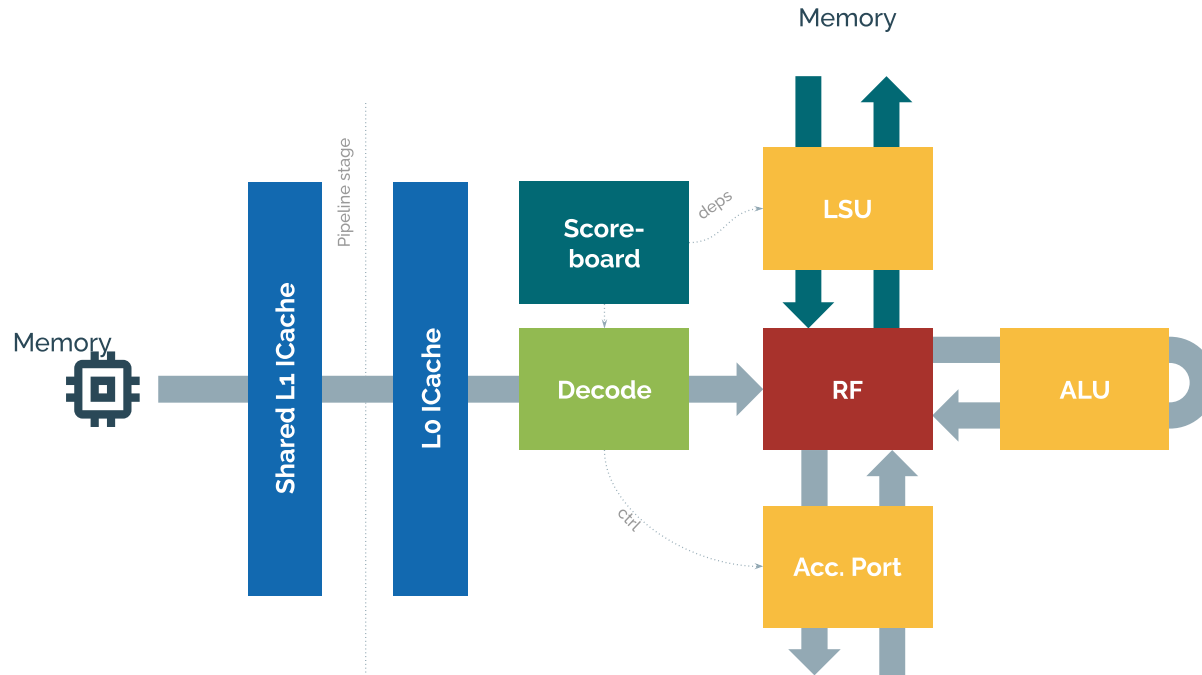 Memory
Pipeline stage
Score-
board
deps
LSU
Memory
Shared L1 ICache
L0 ICache
Decode
RF
ALU
ctrl
Acc. Port